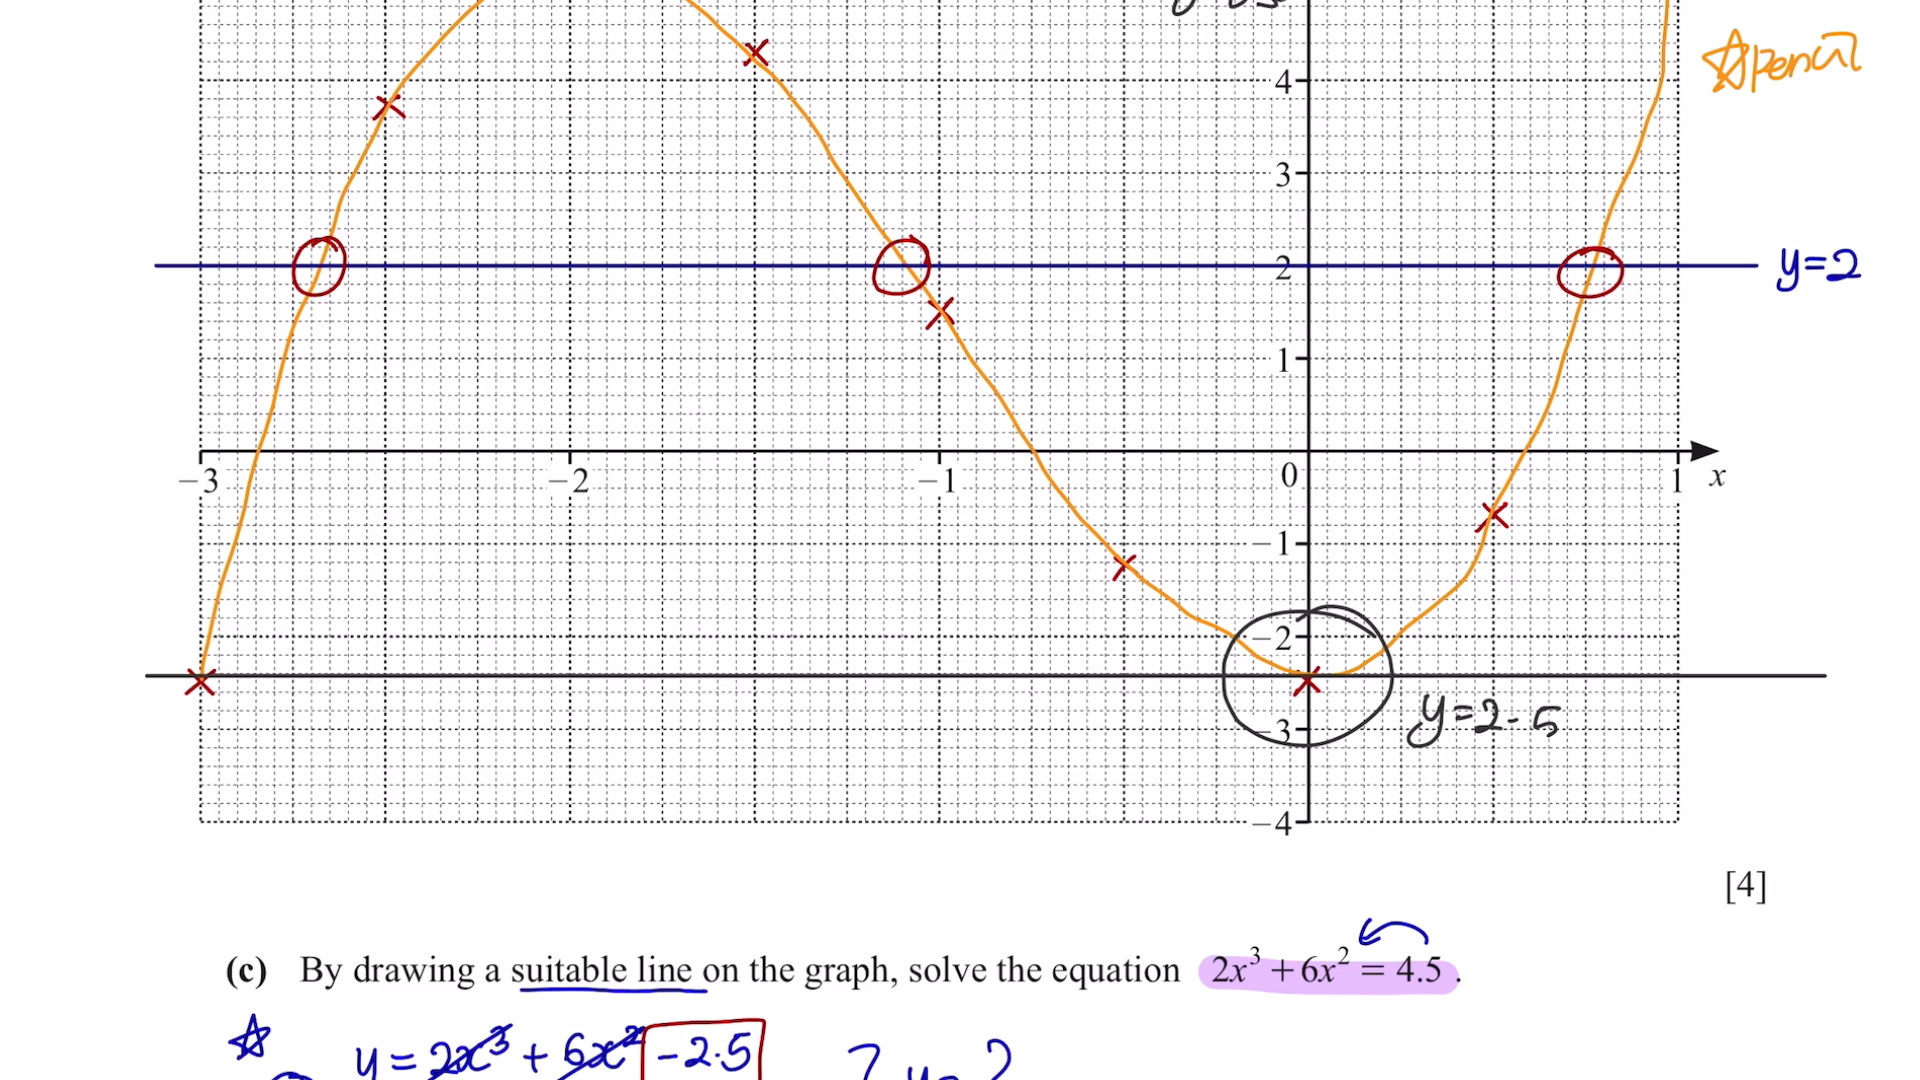 ☆pencil
4
3
2
y=2
1
−3
−2
−1
0
1
x
−1
−2
y=2.5
−3
−4
[4]
(c) By drawing a suitable line on the graph, solve the equation 2x³ + 6x² = 4.5 .
☆ y = 2x³ + 6x² -2.5